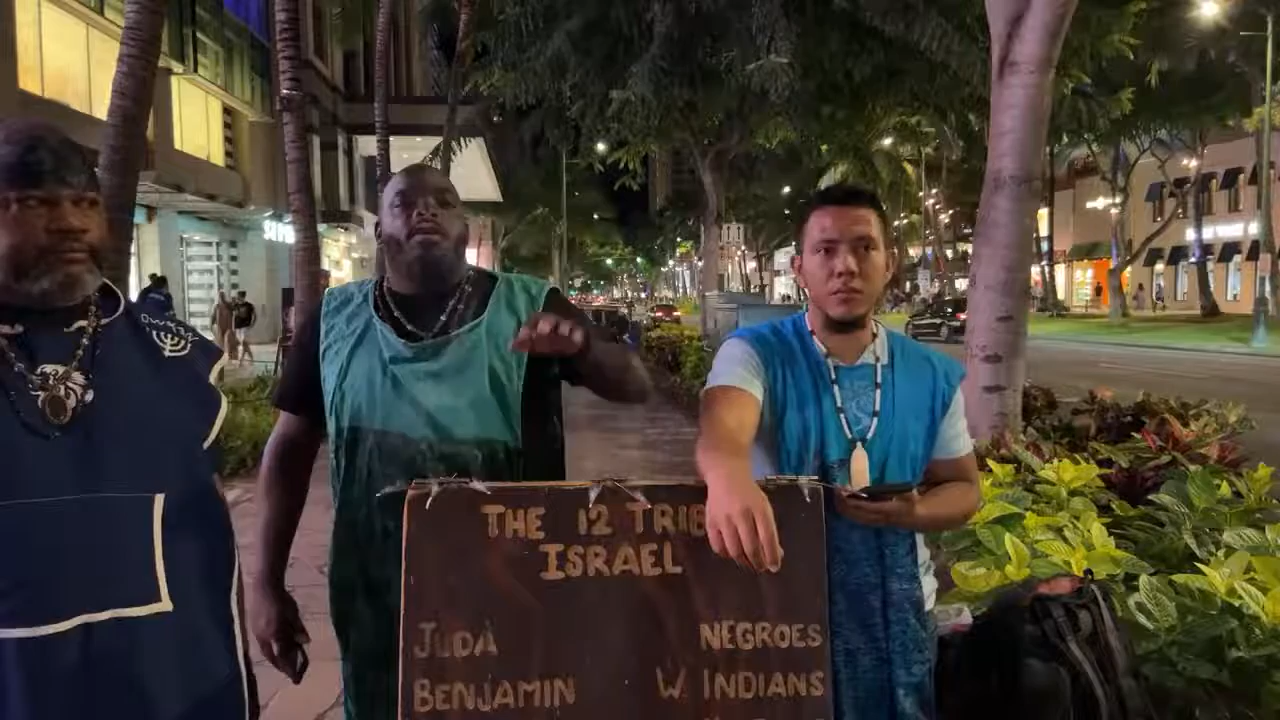 THE 12 TRIB
ISRAEL
JUDA NEGROES
BENJAMIN W. INDIANS